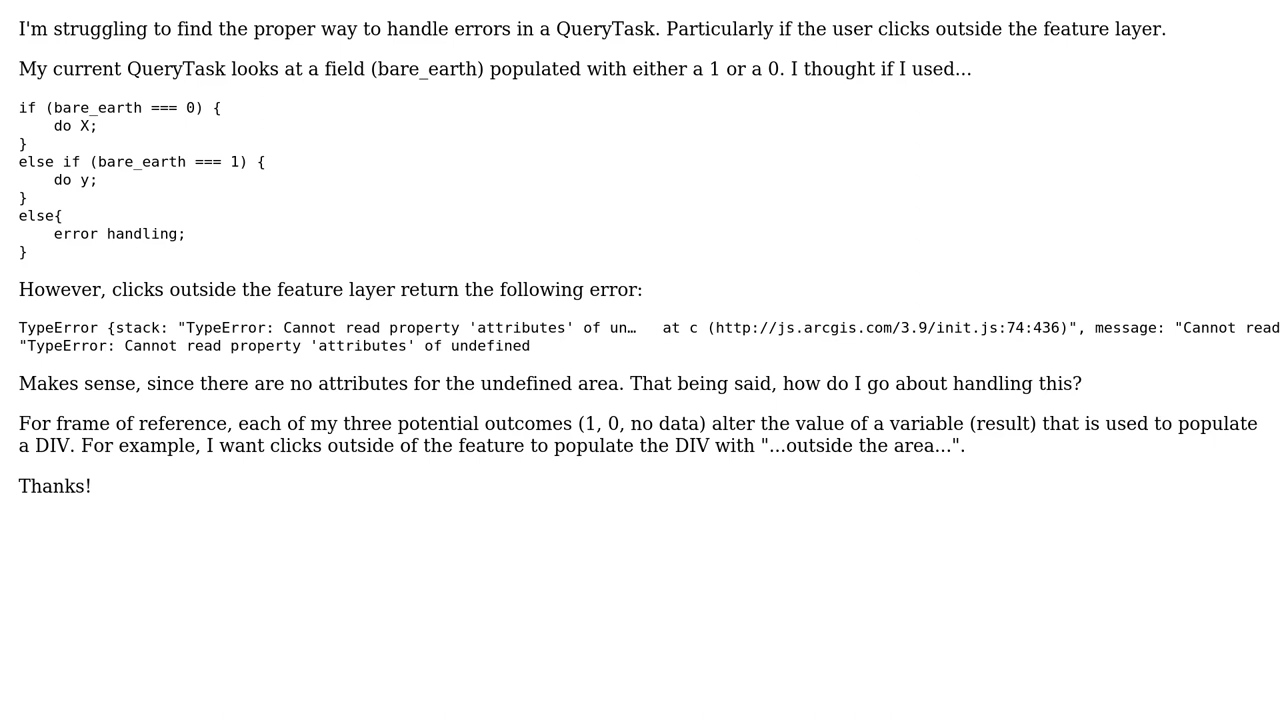 I'm struggling to find the proper way to handle errors in a QueryTask. Particularly if the user clicks outside the feature layer.
My current QueryTask looks at a field (bare_earth) populated with either a 1 or a 0. I thought if I used...
if (bare_earth === 0) {
    do X;
}
else if (bare_earth === 1) {
    do y;
}
else{
    error handling;
}
However, clicks outside the feature layer return the following error:
TypeError {stack: "TypeError: Cannot read property 'attributes' of un…   at c (http://js.arcgis.com/3.9/init.js:74:436)", message: "Cannot read
"TypeError: Cannot read property 'attributes' of undefined
Makes sense, since there are no attributes for the undefined area. That being said, how do I go about handling this?
For frame of reference, each of my three potential outcomes (1, 0, no data) alter the value of a variable (result) that is used to populate
a DIV. For example, I want clicks outside of the feature to populate the DIV with "...outside the area...".
Thanks!